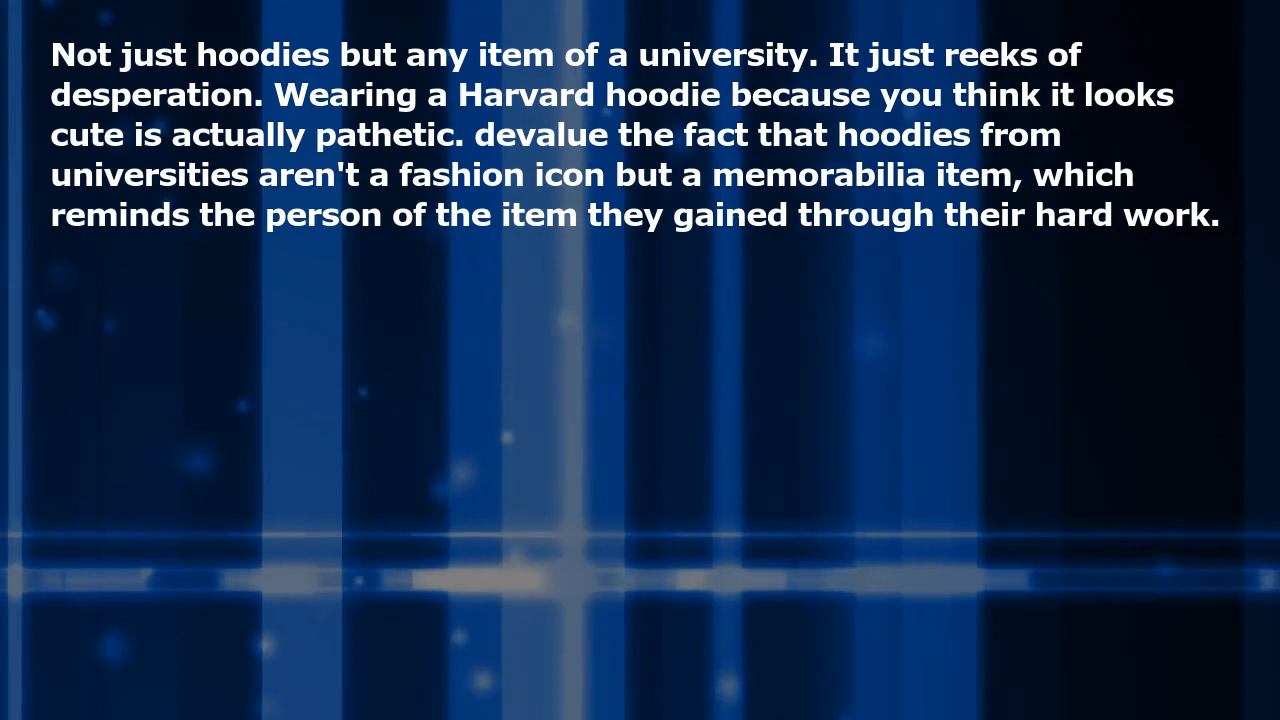 Not just hoodies but any item of a university. It just reeks of
desperation. Wearing a Harvard hoodie because you think it looks
cute is actually pathetic. devalue the fact that hoodies from
universities aren't a fashion icon but a memorabilia item, which
reminds the person of the item they gained through their hard work.